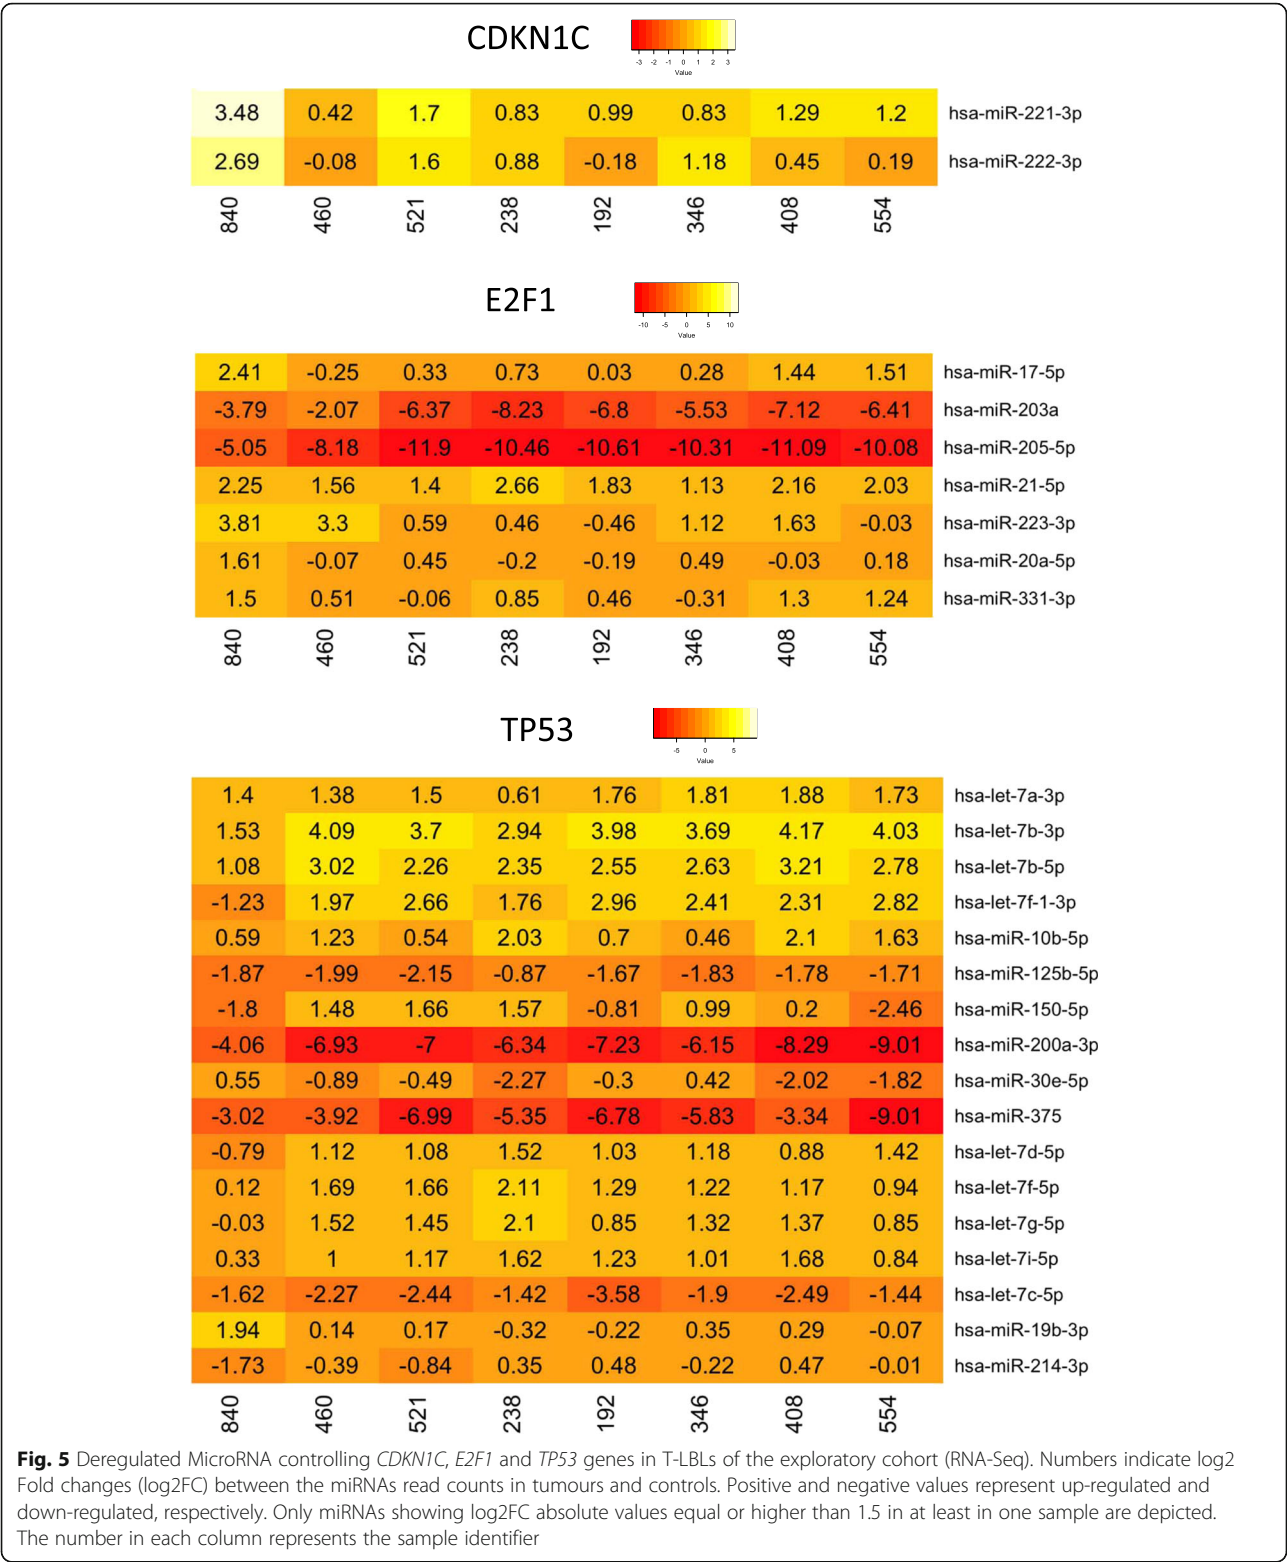 CDKN1C
-3 -2 -1 0 1 2 3
Value
3.48 0.42 1.7 0.83 0.99 0.83 1.29 1.2 hsa-miR-221-3p
2.69 -0.08 1.6 0.88 -0.18 1.18 0.45 0.19 hsa-miR-222-3p
840 460 521 238 192 346 408 554
E2F1
-10 -5 0 5 10
Value
2.41 -0.25 0.33 0.73 0.03 0.28 1.44 1.51 hsa-miR-17-5p
-3.79 -2.07 -6.37 -8.23 -6.8 -5.53 -7.12 -6.41 hsa-miR-203a
-5.05 -8.18 -11.9 -10.46 -10.61 -10.31 -11.09 -10.08 hsa-miR-205-5p
2.25 1.56 1.4 2.66 1.83 1.13 2.16 2.03 hsa-miR-21-5p
3.81 3.3 0.59 0.46 -0.46 1.12 1.63 -0.03 hsa-miR-223-3p
1.61 -0.07 0.45 -0.2 -0.19 0.49 -0.03 0.18 hsa-miR-20a-5p
1.5 0.51 -0.06 0.85 0.46 -0.31 1.3 1.24 hsa-miR-331-3p
840 460 521 238 192 346 408 554
TP53
-5 0 5
Value
1.4 1.38 1.5 0.61 1.76 1.81 1.88 1.73 hsa-let-7a-3p
1.53 4.09 3.7 2.94 3.98 3.69 4.17 4.03 hsa-let-7b-3p
1.08 3.02 2.26 2.35 2.55 2.63 3.21 2.78 hsa-let-7b-5p
-1.23 1.97 2.66 1.76 2.96 2.41 2.31 2.82 hsa-let-7f-1-3p
0.59 1.23 0.54 2.03 0.7 0.46 2.1 1.63 hsa-miR-10b-5p
-1.87 -1.99 -2.15 -0.87 -1.67 -1.83 -1.78 -1.71 hsa-miR-125b-5p
-1.8 1.48 1.66 1.57 -0.81 0.99 0.2 -2.46 hsa-miR-150-5p
-4.06 -6.93 -7 -6.34 -7.23 -6.15 -8.29 -9.01 hsa-miR-200a-3p
0.55 -0.89 -0.49 -2.27 -0.3 0.42 -2.02 -1.82 hsa-miR-30e-5p
-3.02 -3.92 -6.99 -5.35 -6.78 -5.83 -3.34 -9.01 hsa-miR-375
-0.79 1.12 1.08 1.52 1.03 1.18 0.88 1.42 hsa-let-7d-5p
0.12 1.69 1.66 2.11 1.29 1.22 1.17 0.94 hsa-let-7f-5p
-0.03 1.52 1.45 2.1 0.85 1.32 1.37 0.85 hsa-let-7g-5p
0.33 1 1.17 1.62 1.23 1.01 1.68 0.84 hsa-let-7i-5p
-1.62 -2.27 -2.44 -1.42 -3.58 -1.9 -2.49 -1.44 hsa-let-7c-5p
1.94 0.14 0.17 -0.32 -0.22 0.35 0.29 -0.07 hsa-miR-19b-3p
-1.73 -0.39 -0.84 0.35 0.48 -0.22 0.47 -0.01 hsa-miR-214-3p
840 460 521 238 192 346 408 554
Fig. 5 Deregulated MicroRNA controlling CDKN1C, E2F1 and TP53 genes in T-LBLs of the exploratory cohort (RNA-Seq). Numbers indicate log2
Fold changes (log2FC) between the miRNAs read counts in tumours and controls. Positive and negative values represent up-regulated and
down-regulated, respectively. Only miRNAs showing log2FC absolute values equal or higher than 1.5 in at least in one sample are depicted.
The number in each column represents the sample identifier